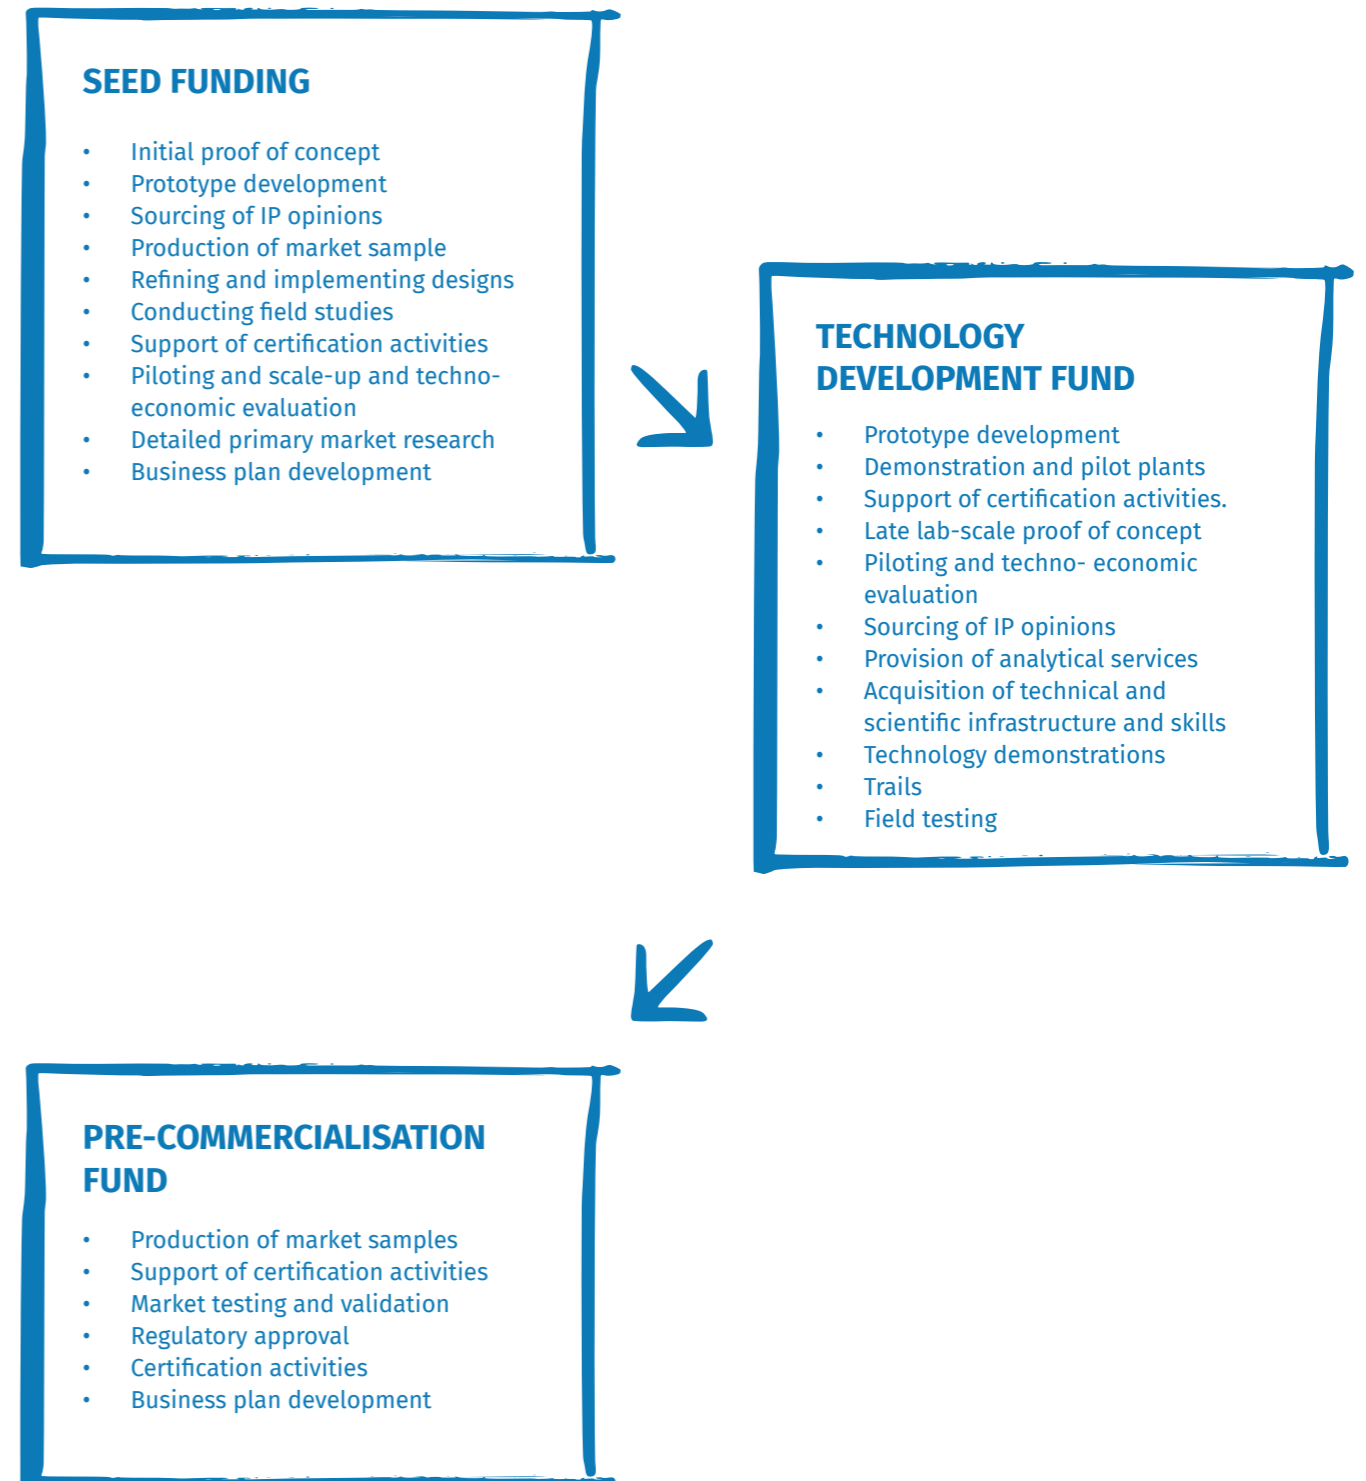 SEED FUNDING
• Initial proof of concept
• Prototype development
• Sourcing of IP opinions
• Production of market sample
• Refining and implementing designs
• Conducting field studies
• Support of certification activities
• Piloting and scale-up and techno-
economic evaluation
• Detailed primary market research
• Business plan development
TECHNOLOGY
DEVELOPMENT FUND
• Prototype development
• Demonstration and pilot plants
• Support of certification activities.
• Late lab-scale proof of concept
• Piloting and techno- economic
evaluation
• Sourcing of IP opinions
• Provision of analytical services
• Acquisition of technical and
scientific infrastructure and skills
• Technology demonstrations
• Trails
• Field testing
PRE-COMMERCIALISATION
FUND
• Production of market samples
• Support of certification activities
• Market testing and validation
• Regulatory approval
• Certification activities
• Business plan development